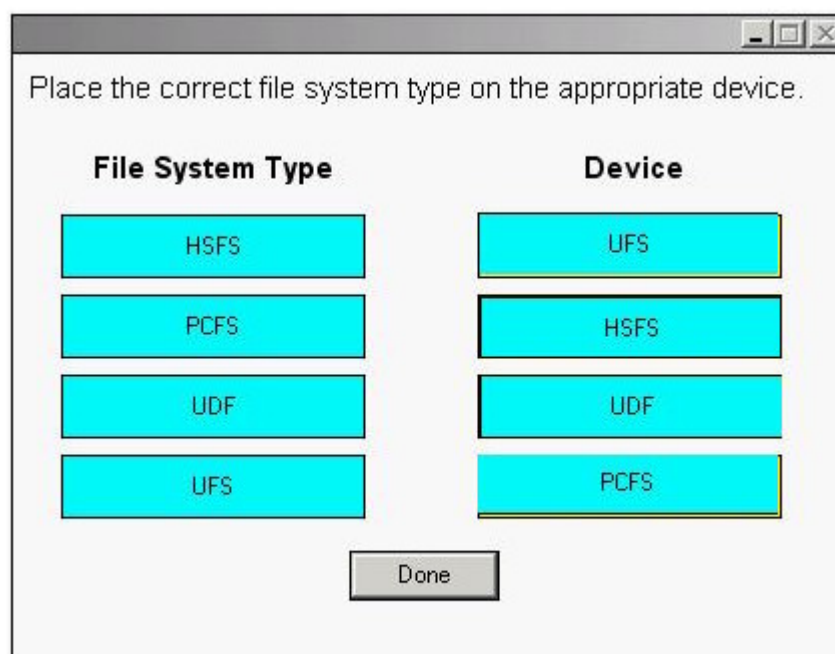 Place the correct file system type on the appropriate device.
File System Type Device
HSFS UFS
PCFS HSFS
UDF UDF
UFS PCFS
Done